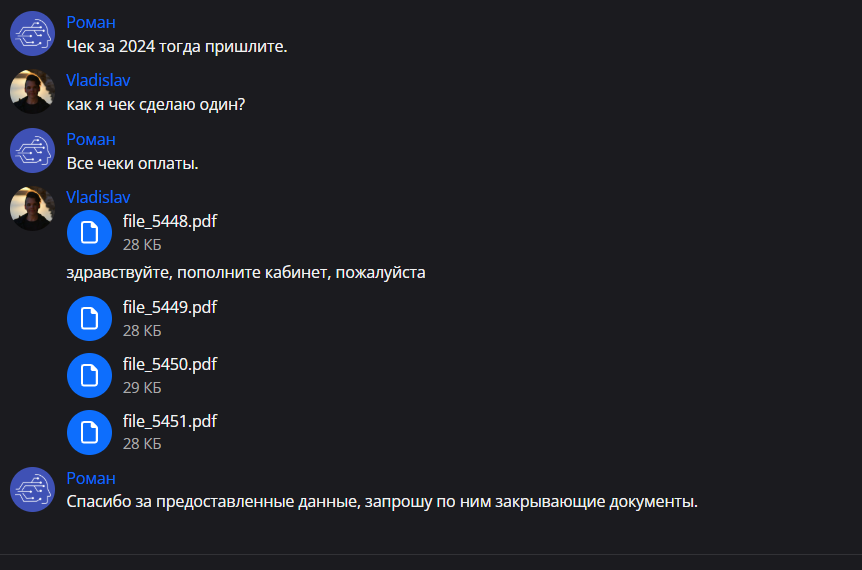 Роман
Чек за 2024 тогда пришлите.
Vladislav
как я чек сделаю один?
Роман
Все чеки оплаты.
Vladislav
file_5448.pdf
28 КБ
здравствуйте, пополните кабинет, пожалуйста
file_5449.pdf
28 КБ
file_5450.pdf
29 КБ
file_5451.pdf
28 КБ
Роман
Спасибо за предоставленные данные, запрошу по ним закрывающие документы.